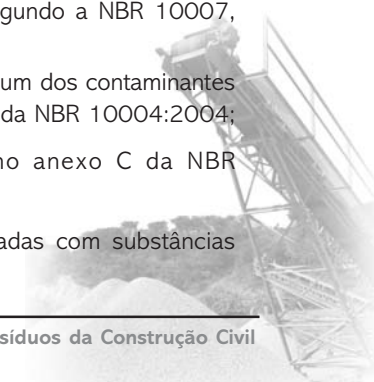 gundo a NBR 10007,
um dos contaminantes
da NBR 10004:2004;
no anexo C da NBR
adas com substâncias
síduos da Construção Civil